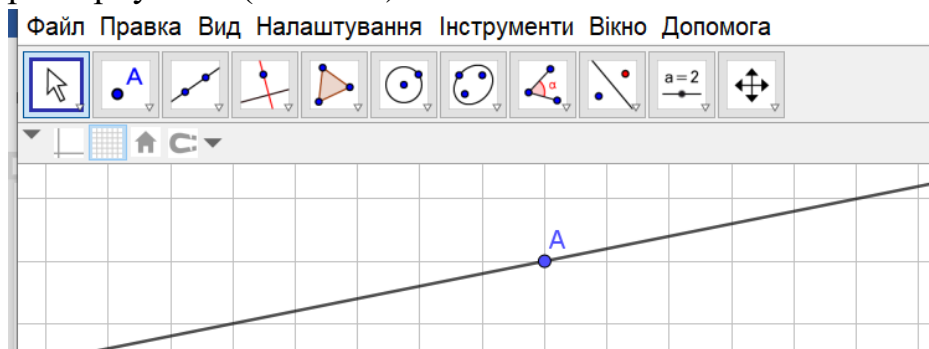 Файл Правка Вид Налаштування Інструменти Вікно Допомога
A
α
a=2
A